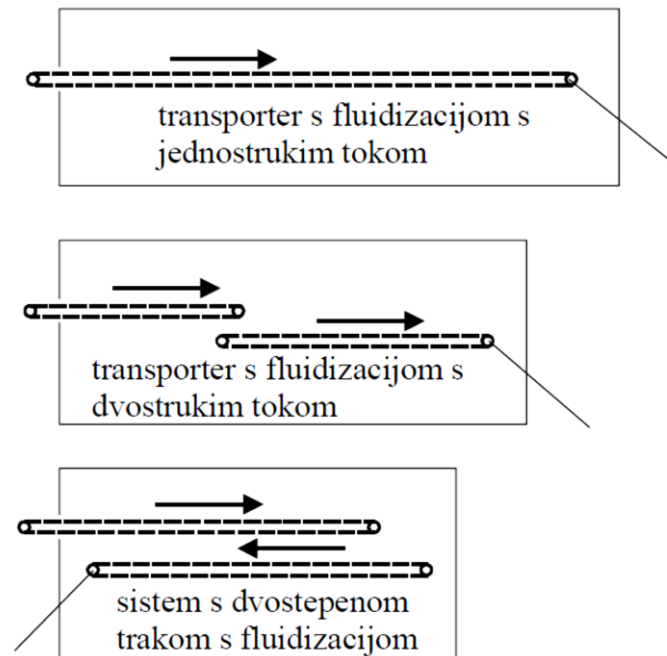 transporter s fluidizacijom s
jednostrukim tokom
transporter s fluidizacijom s
dvostrukim tokom
sistem s dvostepenom
trakom s fluidizacijom